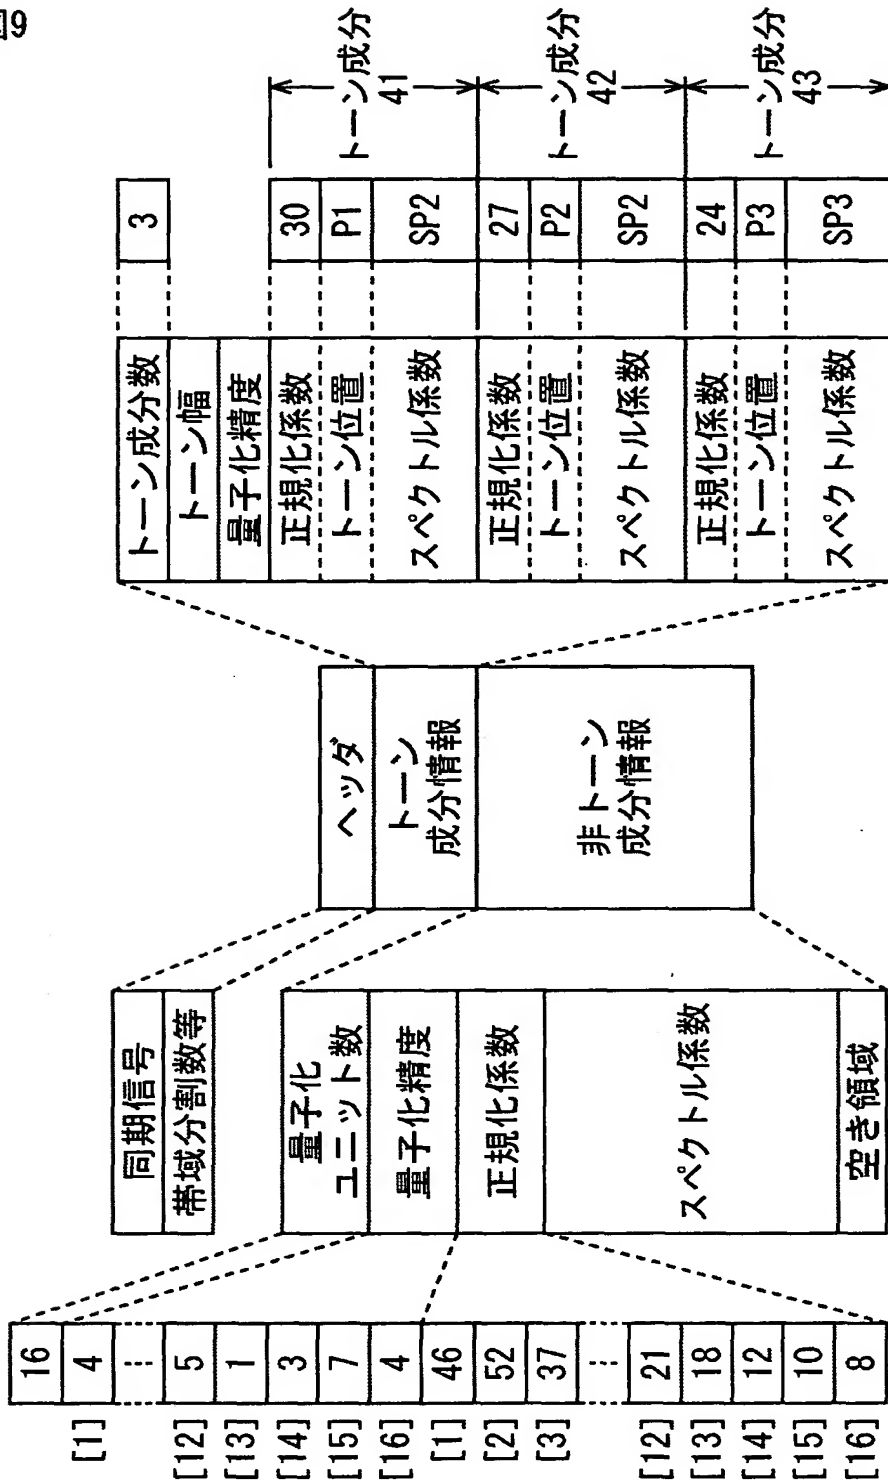 図9
16
[1] 4
[12] 5
[13] 1
[14] 3
[15] 7
[16] 4
[1] 46
[2] 52
[3] 37
[12] 21
[13] 18
[14] 12
[15] 10
[16] 8
同期信号
帯域分割数等
量子化
ユニット数
量子化精度
正規化係数
スペクトル係数
空き領域
ヘッダ
トーン
成分情報
非トーン
成分情報
トーン成分数
トーン幅
量子化精度
正規化係数
トーン位置
スペクトル係数
正規化係数
トーン位置
スペクトル係数
正規化係数
トーン位置
スペクトル係数
3
30
P1
SP2
27
P2
SP2
24
P3
SP3
トーン成分
41
トーン成分
42
トーン成分
43